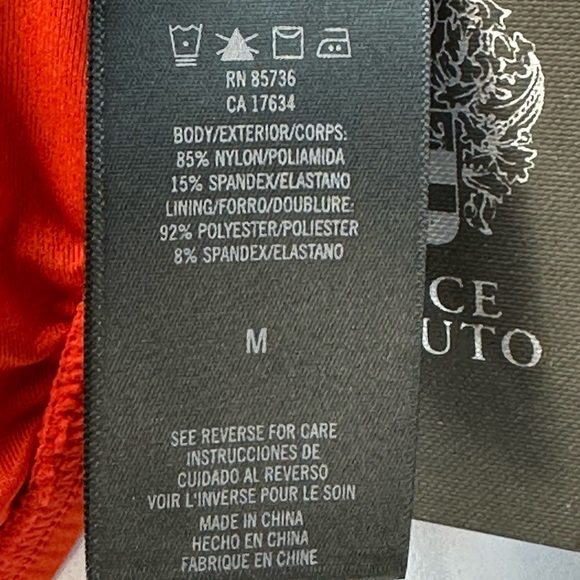 RN 85736
CA 17634
BODY/EXTERIOR/CORPS:
85% NYLON/POLIAMIDA
15% SPANDEX/ELASTANO
LINING/FORRO/DOUBLURE:
92% POLYESTER/POLIESTER
8% SPANDEX/ELASTANO
M
SEE REVERSE FOR CARE
INSTRUCCIONES DE
CUIDADO AL REVERSO
VOIR L'INVERSE POUR LE SOIN
MADE IN CHINA
HECHO EN CHINA
FABRIQUE EN CHINE
CE
UTO